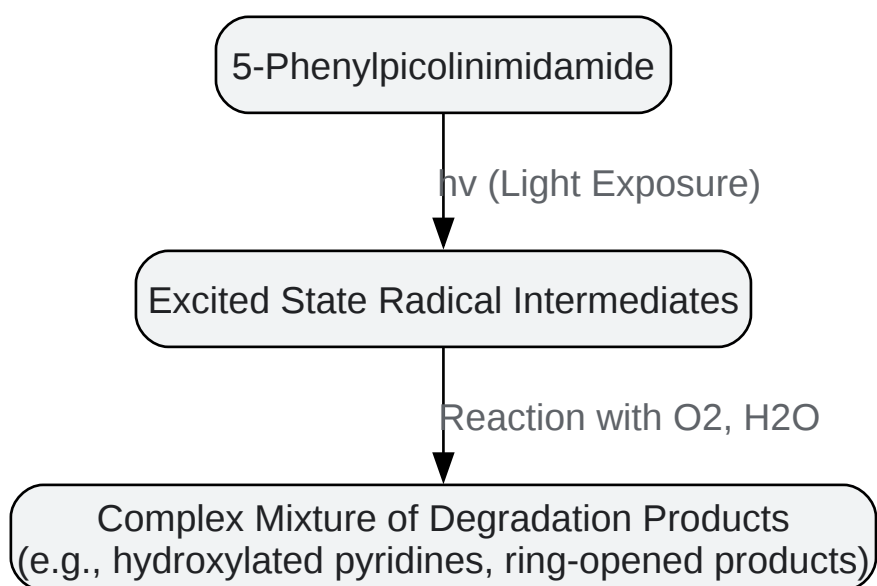 5-Phenylpicolinimidamide
hv (Light Exposure)
Excited State Radical Intermediates
Reaction with O2, H2O
Complex Mixture of Degradation Products
(e.g., hydroxylated pyridines, ring-opened products)